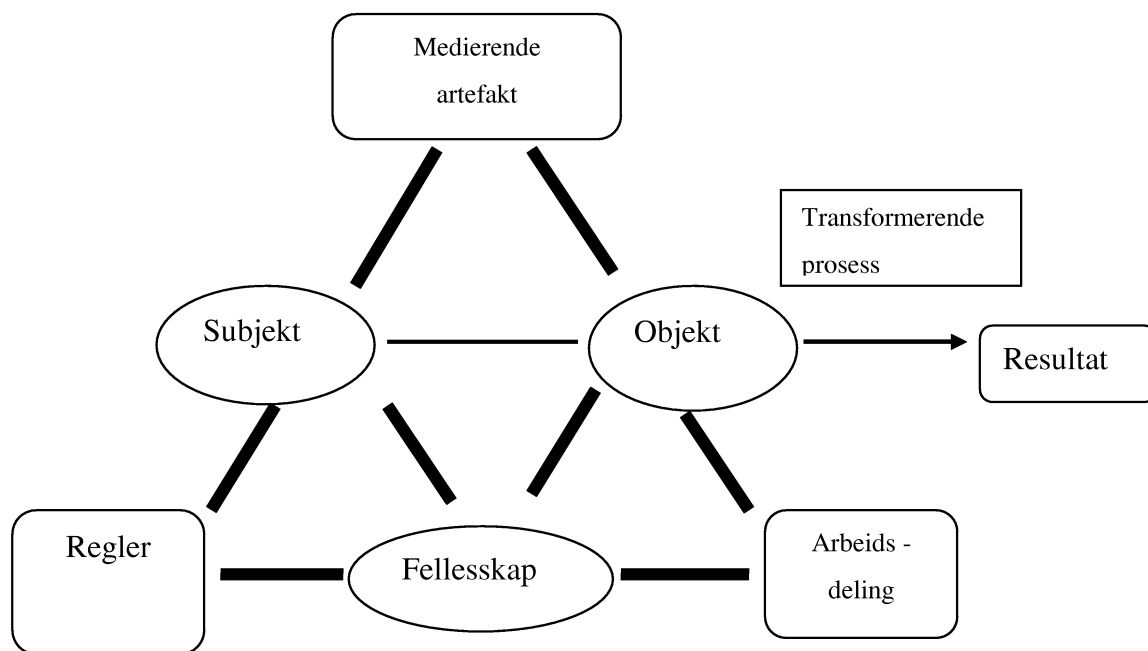 Medierende
artefakt
Transformerende
prosess
Subjekt
Objekt
Resultat
Regler
Fellesskap
Arbeids -
deling